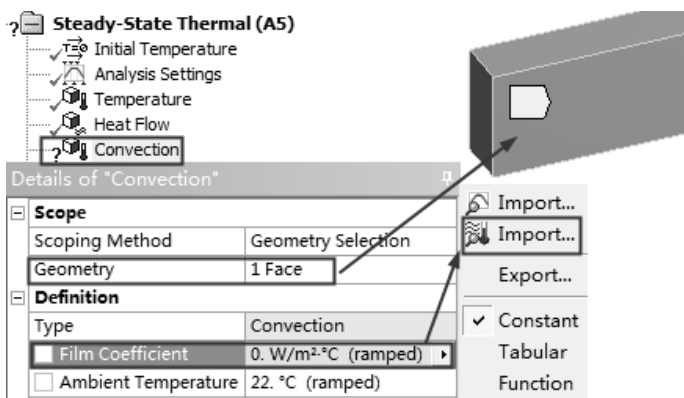 Steady-State Thermal (A5)
Initial Temperature
Analysis Settings
Temperature
Heat Flow
Convection
Details of "Convection"
Scope
Scoping Method Geometry Selection
Geometry 1 Face
Definition
Type Convection
Film Coefficient 0. W/m²·°C (ramped)
Ambient Temperature 22. °C (ramped)
Import...
Import...
Export...
Constant
Tabular
Function